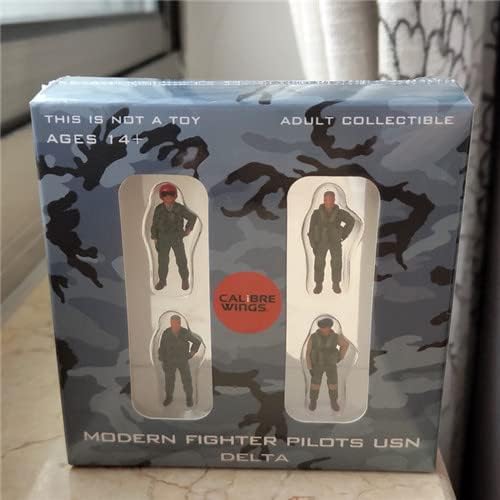 THIS IS NOT A TOY
AGES 14+
ADULT COLLECTIBLE
CALIBRE
WINGS
MODERN FIGHTER PILOTS USN
DELTA